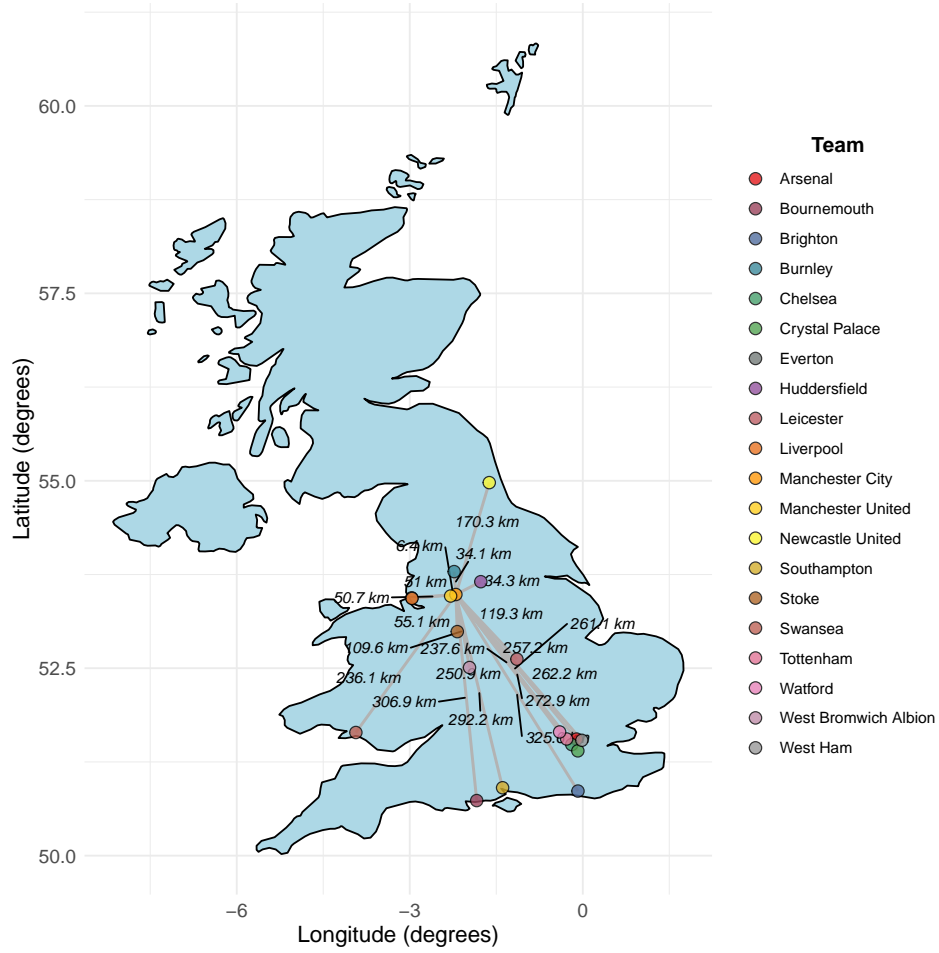 60.0
57.5
55.0
52.5
50.0
Latitude (degrees)
170.3 km
6.4 km
34.1 km
51 km
34.3 km
50.7 km
55.1 km
119.3 km
261.1 km
109.6 km
237.6 km
257.2 km
236.1 km
250.9 km
262.2 km
306.9 km
272.9 km
292.2 km
−6
−3
0
Longitude (degrees)
Team
Arsenal
Bournemouth
Brighton
Burnley
Chelsea
Crystal Palace
Everton
Huddersfield
Leicester
Liverpool
Manchester City
Manchester United
Newcastle United
Southampton
Stoke
Swansea
Tottenham
Watford
West Bromwich Albion
West Ham